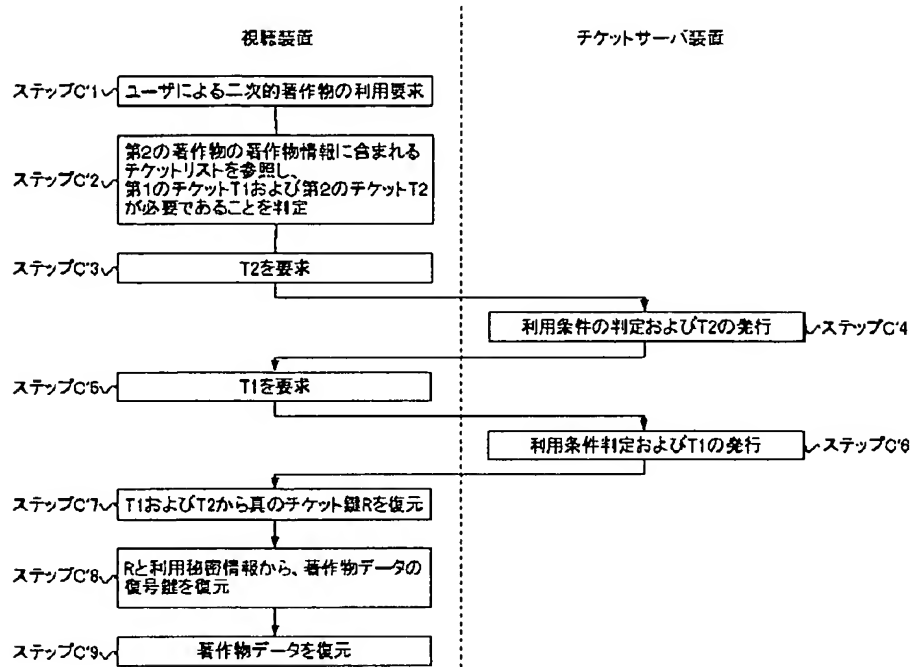 視聴装置
チケットサーバ装置
ステップC'1
ユーザによる二次的著作物の利用要求
ステップC'2
第2の著作物の著作物情報に含まれる
チケットリストを参照し、
第1のチケットT1および第2のチケットT2
が必要であることを判定
ステップC'3
T2を要求
利用条件の判定およびT2の発行
ステップC'4
ステップC'5
T1を要求
利用条件判定およびT1の発行
ステップC'6
ステップC'7
T1およびT2から真のチケット鍵Rを復元
ステップC'8
Rと利用秘密情報から、著作物データの
復号鍵を復元
ステップC'9
著作物データを復元